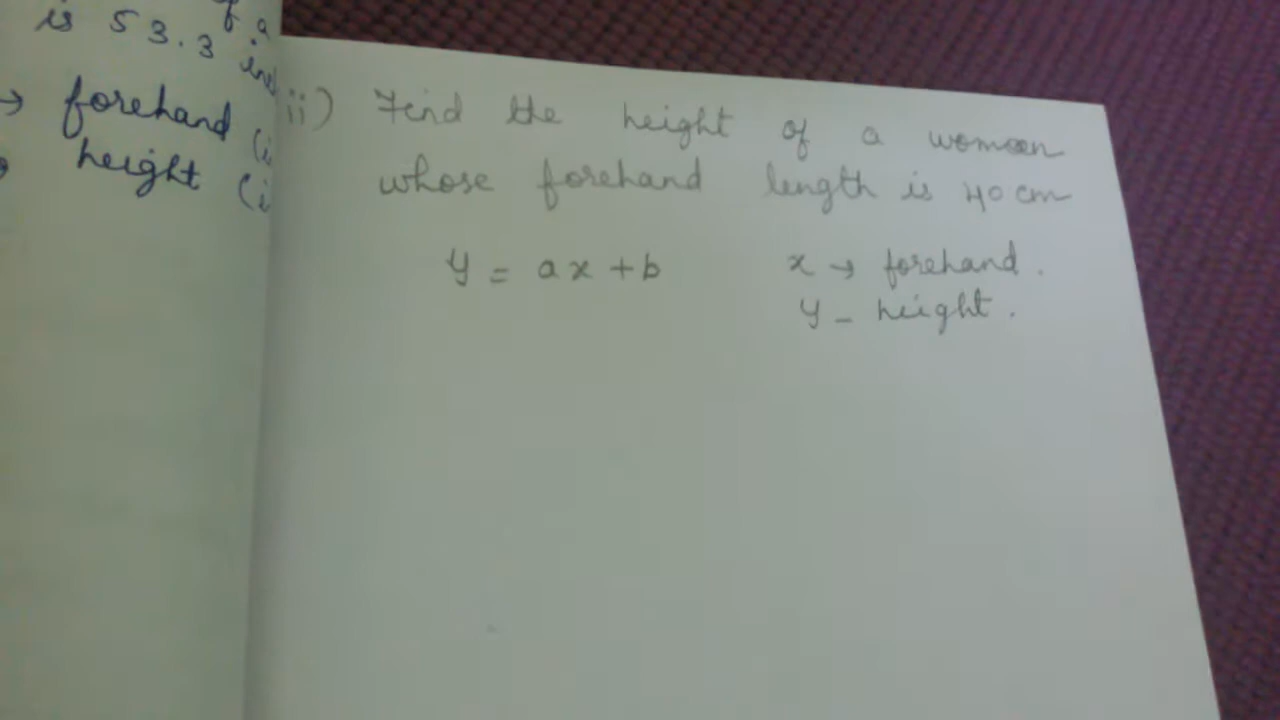 is 53.3
→ forehand
height
ii) Find the height of a woman
whose forehand length is 40 cm
y = ax + b x → forehand.
y - height.